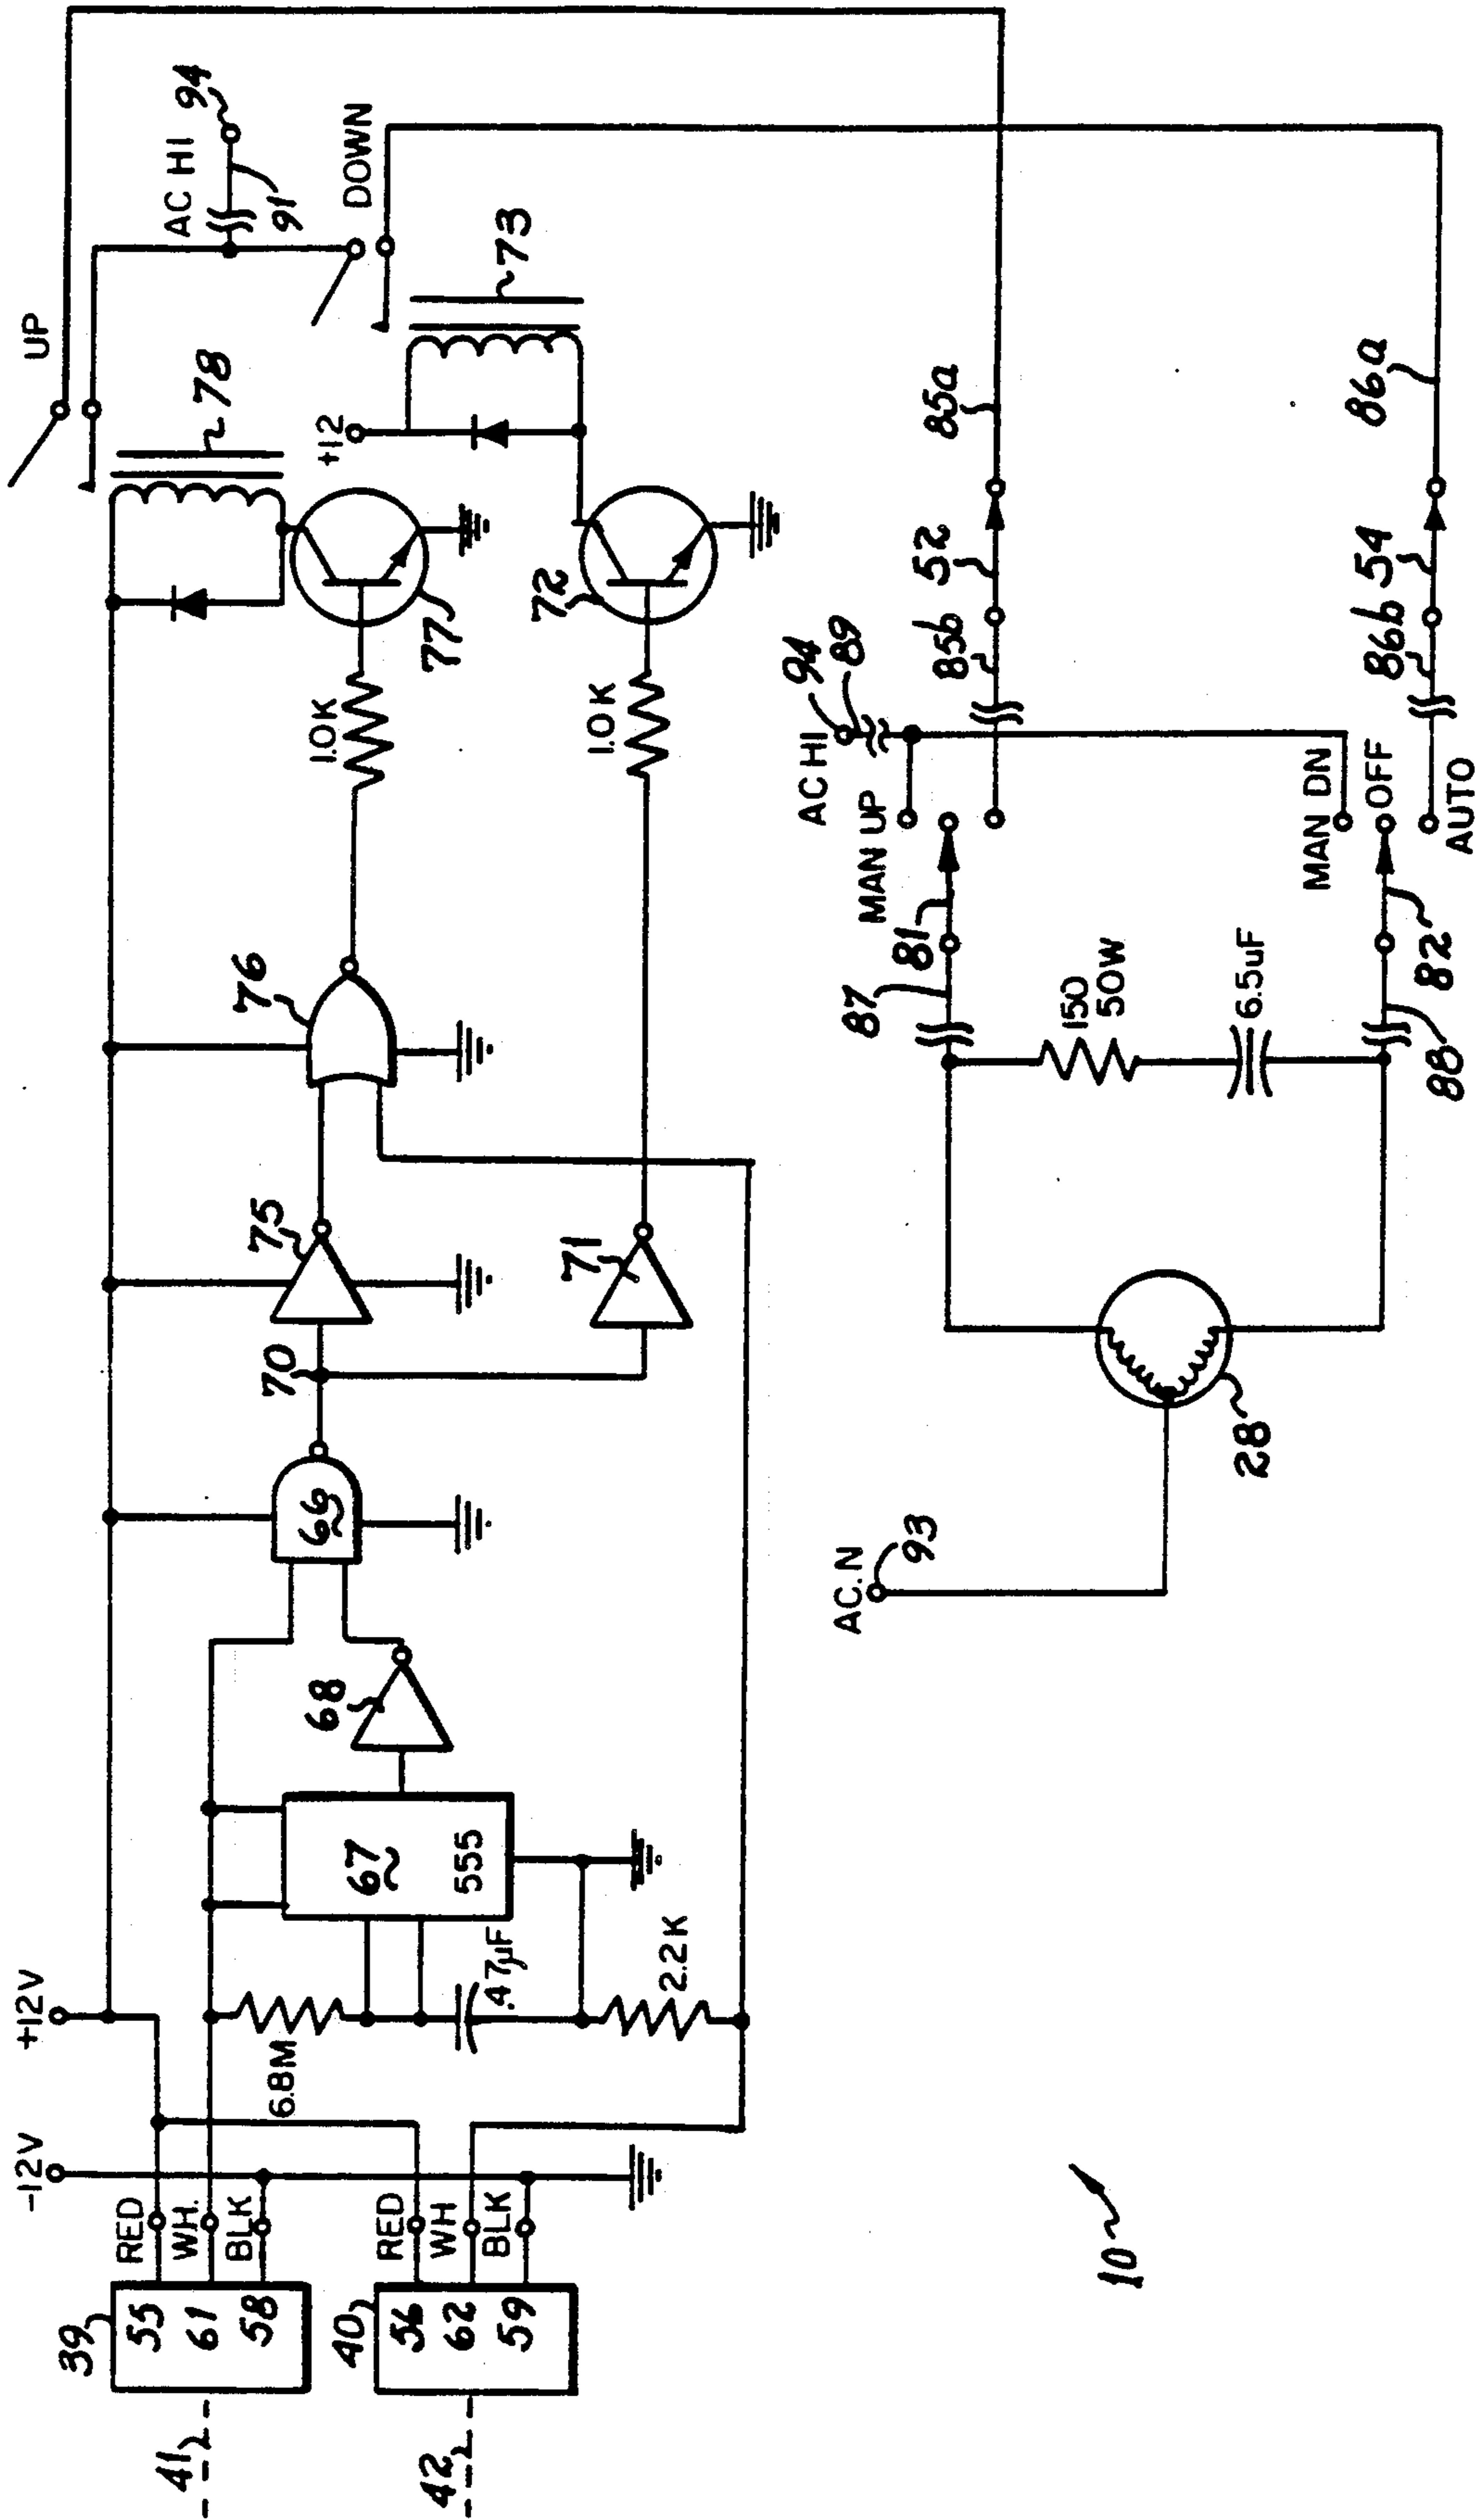 -12V
+12V
39
55
61
58
RED
WH.
BLK
41
40
56
62
59
RED
WH
BLK
42
6.8M
.47µF
2.2K
67
555
68
66
70
75
71
76
1.0K
1.0K
77
72
+12
78
73
UP
AC HI
94
91
DOWN
AC.N
93
28
150
50W
6.5uF
87
88
81
82
MAN UP
AC HI
94
89
MAN DN
OFF
AUTO
85b
52
85a
86b
54
86a
10